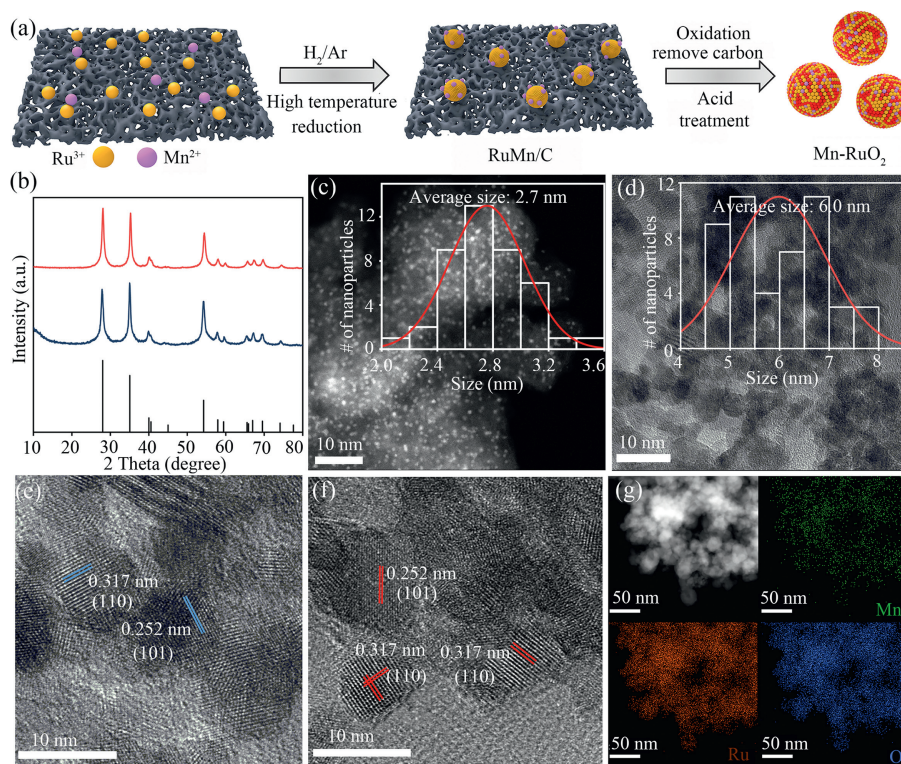 (a)
H₂/Ar
High temperature
reduction
Oxidation
remove carbon
Acid
treatment
Ru³⁺
Mn²⁺
RuMn/C
Mn-RuO₂
(b)
Intensity (a.u.)
10 20 30 40 50 60 70 80
2 Theta (degree)
(c)
Average size: 2.7 nm
# of nanoparticles
12
8
4
0
2.0 2.4 2.8 3.2 3.6
Size (nm)
10 nm
(d)
Average size: 6.0 nm
# of nanoparticles
12
8
4
0
4 5 6 7 8
Size (nm)
10 nm
(e)
0.317 nm
(110)
0.252 nm
(101)
10 nm
(f)
0.252 nm
(101)
0.317 nm
(110)
0.317 nm
(110)
10 nm
(g)
50 nm
50 nm
Mn
50 nm
Ru
50 nm
O